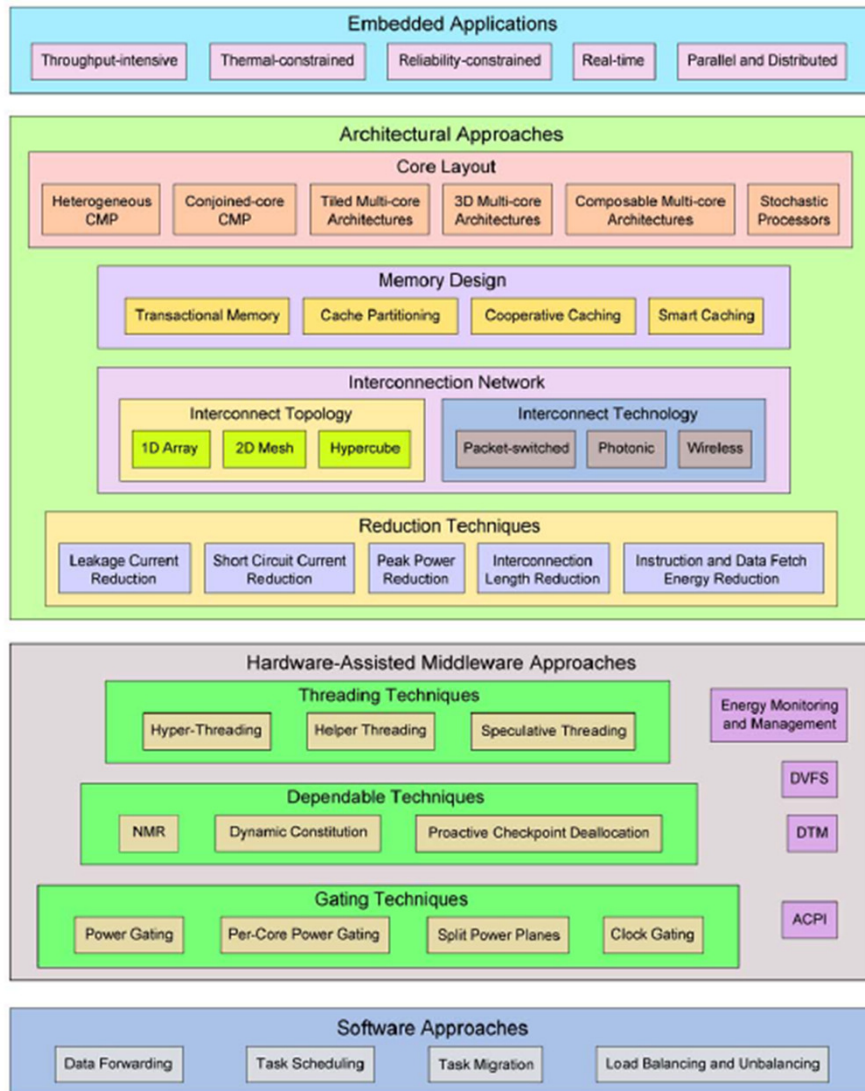 Embedded Applications
Throughput-intensive
Thermal-constrained
Reliability-constrained
Real-time
Parallel and Distributed
Architectural Approaches
Core Layout
Heterogeneous
CMP
Conjoined-core
CMP
Tiled Multi-core
Architectures
3D Multi-core
Architectures
Composable Multi-core
Architectures
Stochastic
Processors
Memory Design
Transactional Memory
Cache Partitioning
Cooperative Caching
Smart Caching
Interconnection Network
Interconnect Topology
1D Array
2D Mesh
Hypercube
Interconnect Technology
Packet-switched
Photonic
Wireless
Reduction Techniques
Leakage Current
Reduction
Short Circuit Current
Reduction
Peak Power
Reduction
Interconnection
Length Reduction
Instruction and Data Fetch
Energy Reduction
Hardware-Assisted Middleware Approaches
Threading Techniques
Hyper-Threading
Helper Threading
Speculative Threading
Energy Monitoring
and Management
DVFS
Dependable Techniques
NMR
Dynamic Constitution
Proactive Checkpoint Deallocation
DTM
Gating Techniques
Power Gating
Per-Core Power Gating
Split Power Planes
Clock Gating
ACPI
Software Approaches
Data Forwarding
Task Scheduling
Task Migration
Load Balancing and Unbalancing